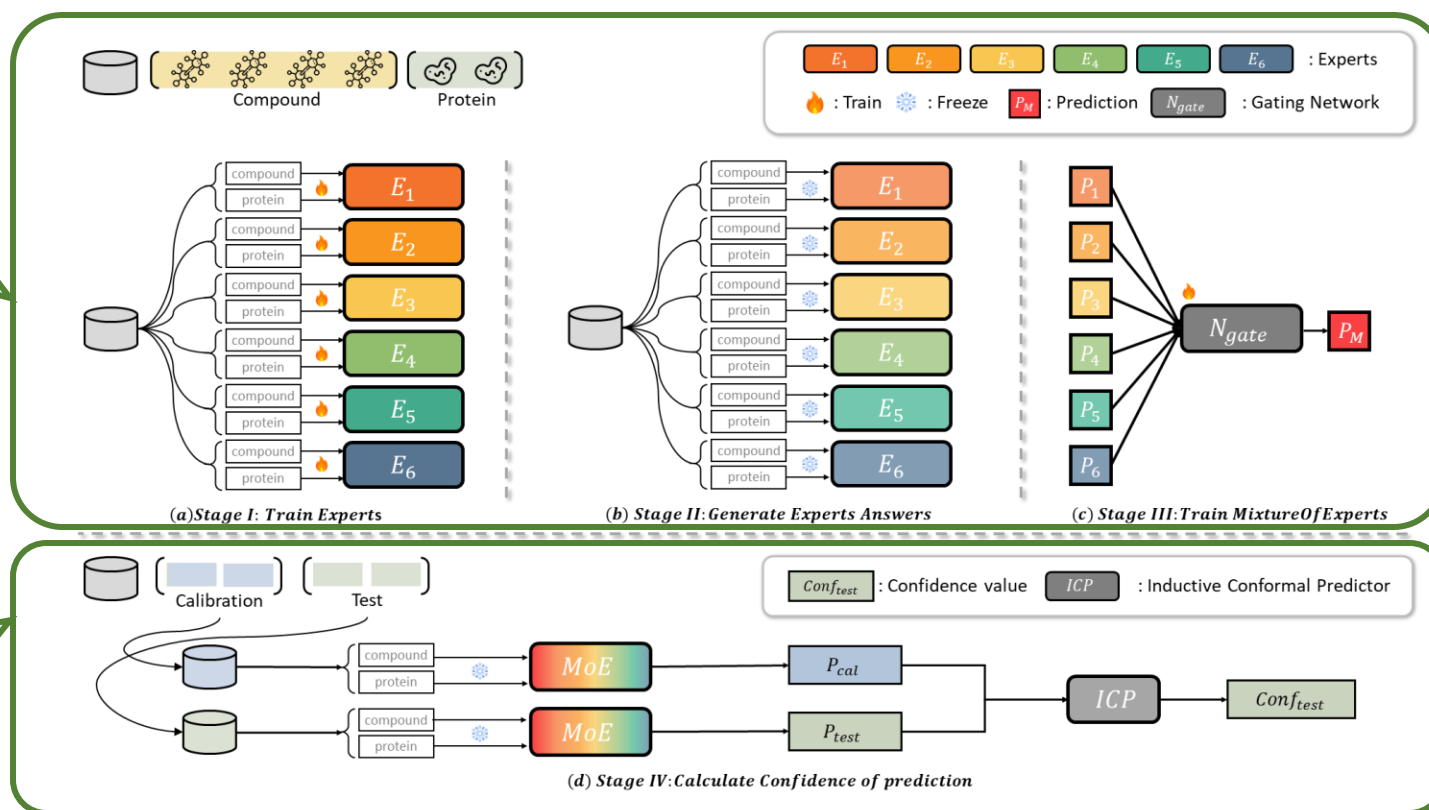 Compound Protein
E1 E2 E3 E4 E5 E6 : Experts
: Train : Freeze PM : Prediction Ngate : Gating Network
compound
protein
E1
compound
protein
E2
compound
protein
E3
compound
protein
E4
compound
protein
E5
compound
protein
E6
(a)Stage I: Train Experts
compound
protein
E1
compound
protein
E2
compound
protein
E3
compound
protein
E4
compound
protein
E5
compound
protein
E6
(b) Stage II:Generate Experts Answers
P1
P2
P3
P4
P5
P6
Ngate
PM
(c) Stage III:Train MixtureOfExperts
Calibration Test
Conftest : Confidence value ICP : Inductive Conformal Predictor
compound
protein
MoE
Pcal
compound
protein
MoE
Ptest
ICP
Conftest
(d) Stage IV:Calculate Confidence of prediction